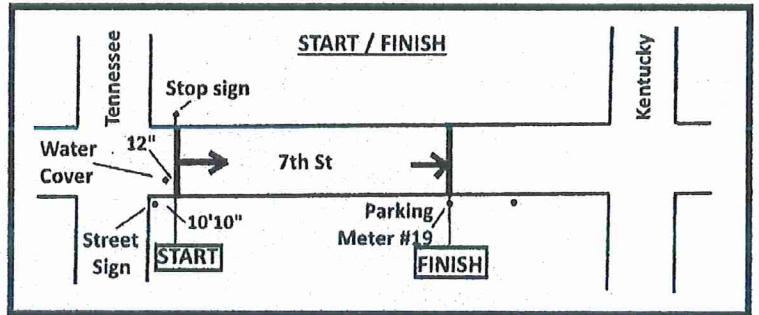 START / FINISH
Tennessee
Kentucky
Stop sign
Water
Cover
12"
7th St
10'10"
Street
Sign
START
Parking
Meter #19
FINISH